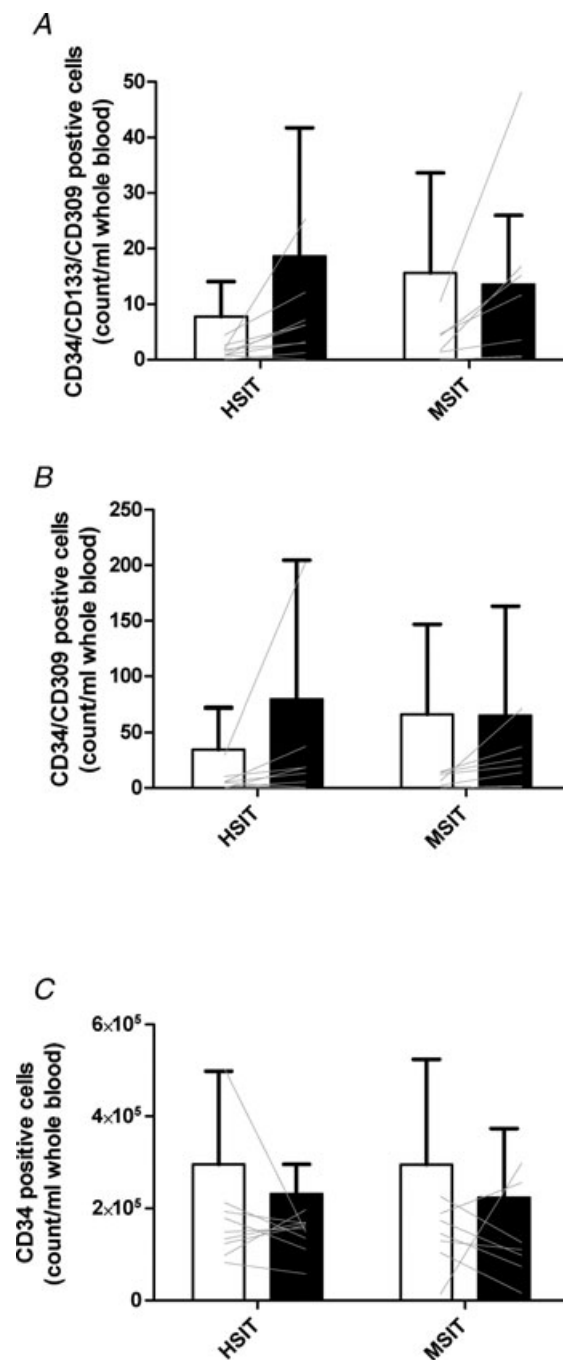 A
CD34/CD133/CD309 postive cells
(count/ml whole blood)
50
40
30
20
10
0
HSIT
MSIT
B
CD34/CD309 postive cells
(count/ml whole blood)
250
200
150
100
50
0
HSIT
MSIT
C
CD34 positive cells
(count/ml whole blood)
6×10⁵
4×10⁵
2×10⁵
0
HSIT
MSIT